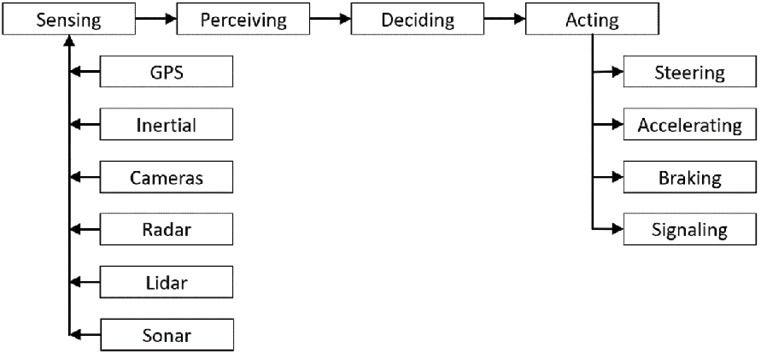 Sensing
Perceiving
Deciding
Acting
GPS
Inertial
Cameras
Radar
Lidar
Sonar
Steering
Accelerating
Braking
Signaling